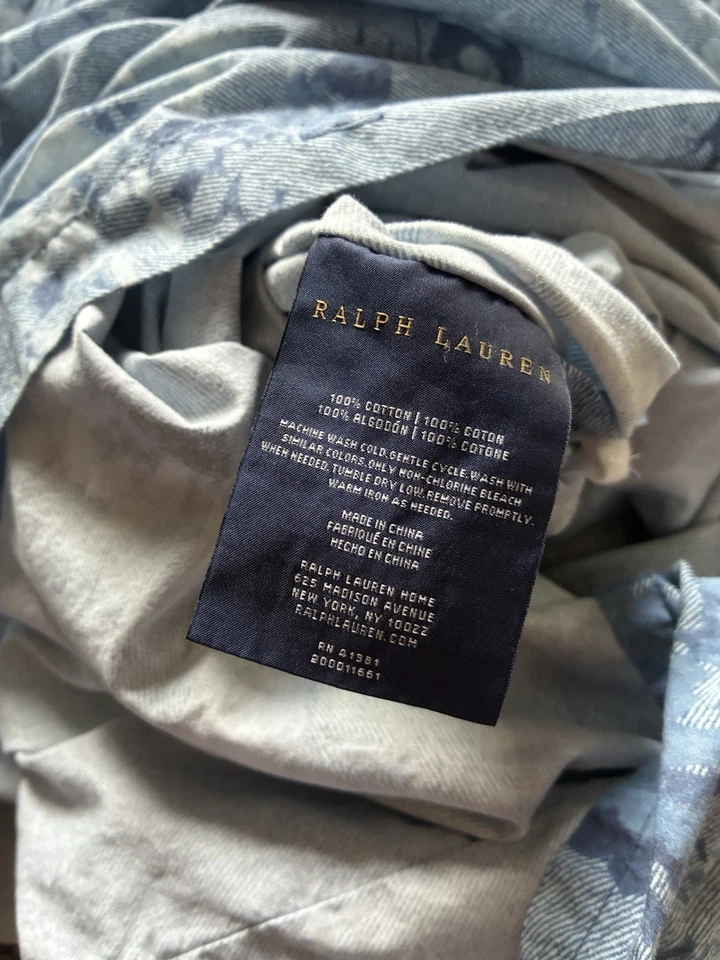 RALPH LAUREN
100% COTTON | 100% COTON
100% ALGODÓN | 100% COTONE
MACHINE WASH COLD.GENTLE CYCLE.WASH WITH
SIMILAR COLORS.ONLY NON-CHLORINE BLEACH
WHEN NEEDED.TUMBLE DRY LOW.REMOVE PROMPTLY.
WARM IRON AS NEEDED.
MADE IN CHINA
FABRIQUÉ EN CHINE
HECHO EN CHINA
RALPH LAUREN HOME
625 MADISON AVENUE
NEW YORK, NY 10022
RALPHLAUREN.COM
RN 41381
200011661